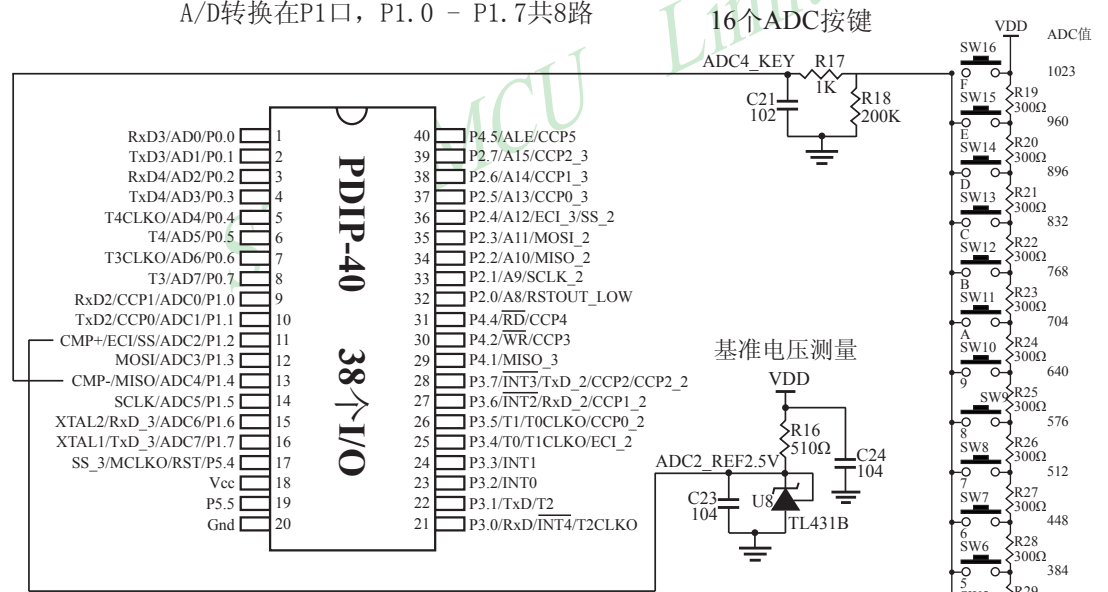 A/D转换在P1口，P1.0 - P1.7共8路
MCU Limi
16个ADC按键
VDD
ADC值
ADC4_KEY
R17
1K
C21
102
R18
200K
SW16
F
1023
R19
300Ω
SW15
E
960
R20
300Ω
SW14
D
896
R21
300Ω
SW13
C
832
R22
300Ω
SW12
B
768
R23
300Ω
SW11
A
704
R24
300Ω
SW10
9
640
R25
300Ω
SW9
8
576
R26
300Ω
SW8
7
512
R27
300Ω
SW7
6
448
R28
300Ω
SW6
5
384
R29
PDIP-40 38个I/O
RxD3/AD0/P0.0 1
TxD3/AD1/P0.1 2
RxD4/AD2/P0.2 3
TxD4/AD3/P0.3 4
T4CLKO/AD4/P0.4 5
T4/AD5/P0.5 6
T3CLKO/AD6/P0.6 7
T3/AD7/P0.7 8
RxD2/CCP1/ADC0/P1.0 9
TxD2/CCP0/ADC1/P1.1 10
CMP+/ECI/SS/ADC2/P1.2 11
MOSI/ADC3/P1.3 12
CMP-/MISO/ADC4/P1.4 13
SCLK/ADC5/P1.5 14
XTAL2/RxD_3/ADC6/P1.6 15
XTAL1/TxD_3/ADC7/P1.7 16
SS_3/MCLKO/RST/P5.4 17
Vcc 18
P5.5 19
Gnd 20
40 P4.5/ALE/CCP5
39 P2.7/A15/CCP2_3
38 P2.6/A14/CCP1_3
37 P2.5/A13/CCP0_3
36 P2.4/A12/ECI_3/SS_2
35 P2.3/A11/MOSI_2
34 P2.2/A10/MISO_2
33 P2.1/A9/SCLK_2
32 P2.0/A8/RSTOUT_LOW
31 P4.4/RD/CCP4
30 P4.2/WR/CCP3
29 P4.1/MISO_3
28 P3.7/INT3/TxD_2/CCP2/CCP2_2
27 P3.6/INT2/RxD_2/CCP1_2
26 P3.5/T1/T0CLKO/CCP0_2
25 P3.4/T0/T1CLKO/ECI_2
24 P3.3/INT1
23 P3.2/INT0
22 P3.1/TxD/T2
21 P3.0/RxD/INT4/T2CLKO
基准电压测量
VDD
R16
510Ω
C24
104
ADC2_REF2.5V
C23
104
U8
TL431B